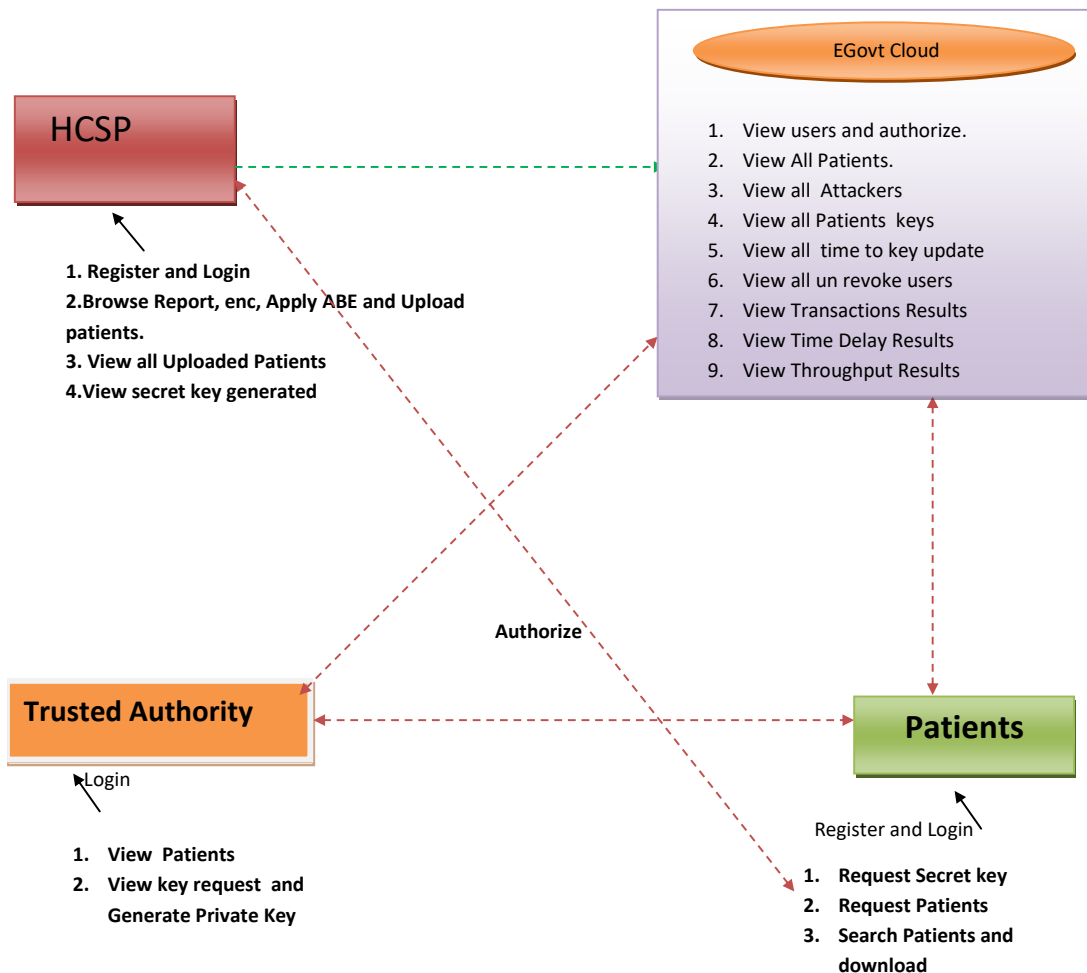 EGovt Cloud
HCSP
1. View users and authorize.
2. View All Patients.
3. View all Attackers
4. View all Patients keys
5. View all time to key update
6. View all un revoke users
7. View Transactions Results
8. View Time Delay Results
9. View Throughput Results
1. Register and Login
2.Browse Report, enc, Apply ABE and Upload
patients.
3. View all Uploaded Patients
4.View secret key generated
Authorize
Trusted Authority
Patients
Login
1. View Patients
2. View key request and
Generate Private Key
Register and Login
1. Request Secret key
2. Request Patients
3. Search Patients and
download